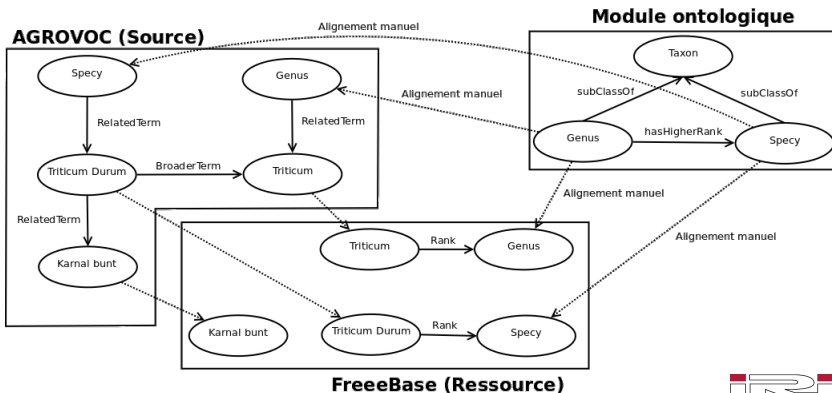 Module ontologique
Alignement manuel
AGROVOC (Source)
Taxon
Specy
Genus
subClassOf
subClassOf
Alignement manuel
RelatedTerm
RelatedTerm
Genus
hasHigherRank
Specy
Triticum Durum
BroaderTerm
Triticum
Alignement manuel
RelatedTerm
Alignement manuel
Triticum
Rank
Genus
Karnal bunt
Karnal bunt
Triticum Durum
Rank
Specy
FreeeBase (Ressource)